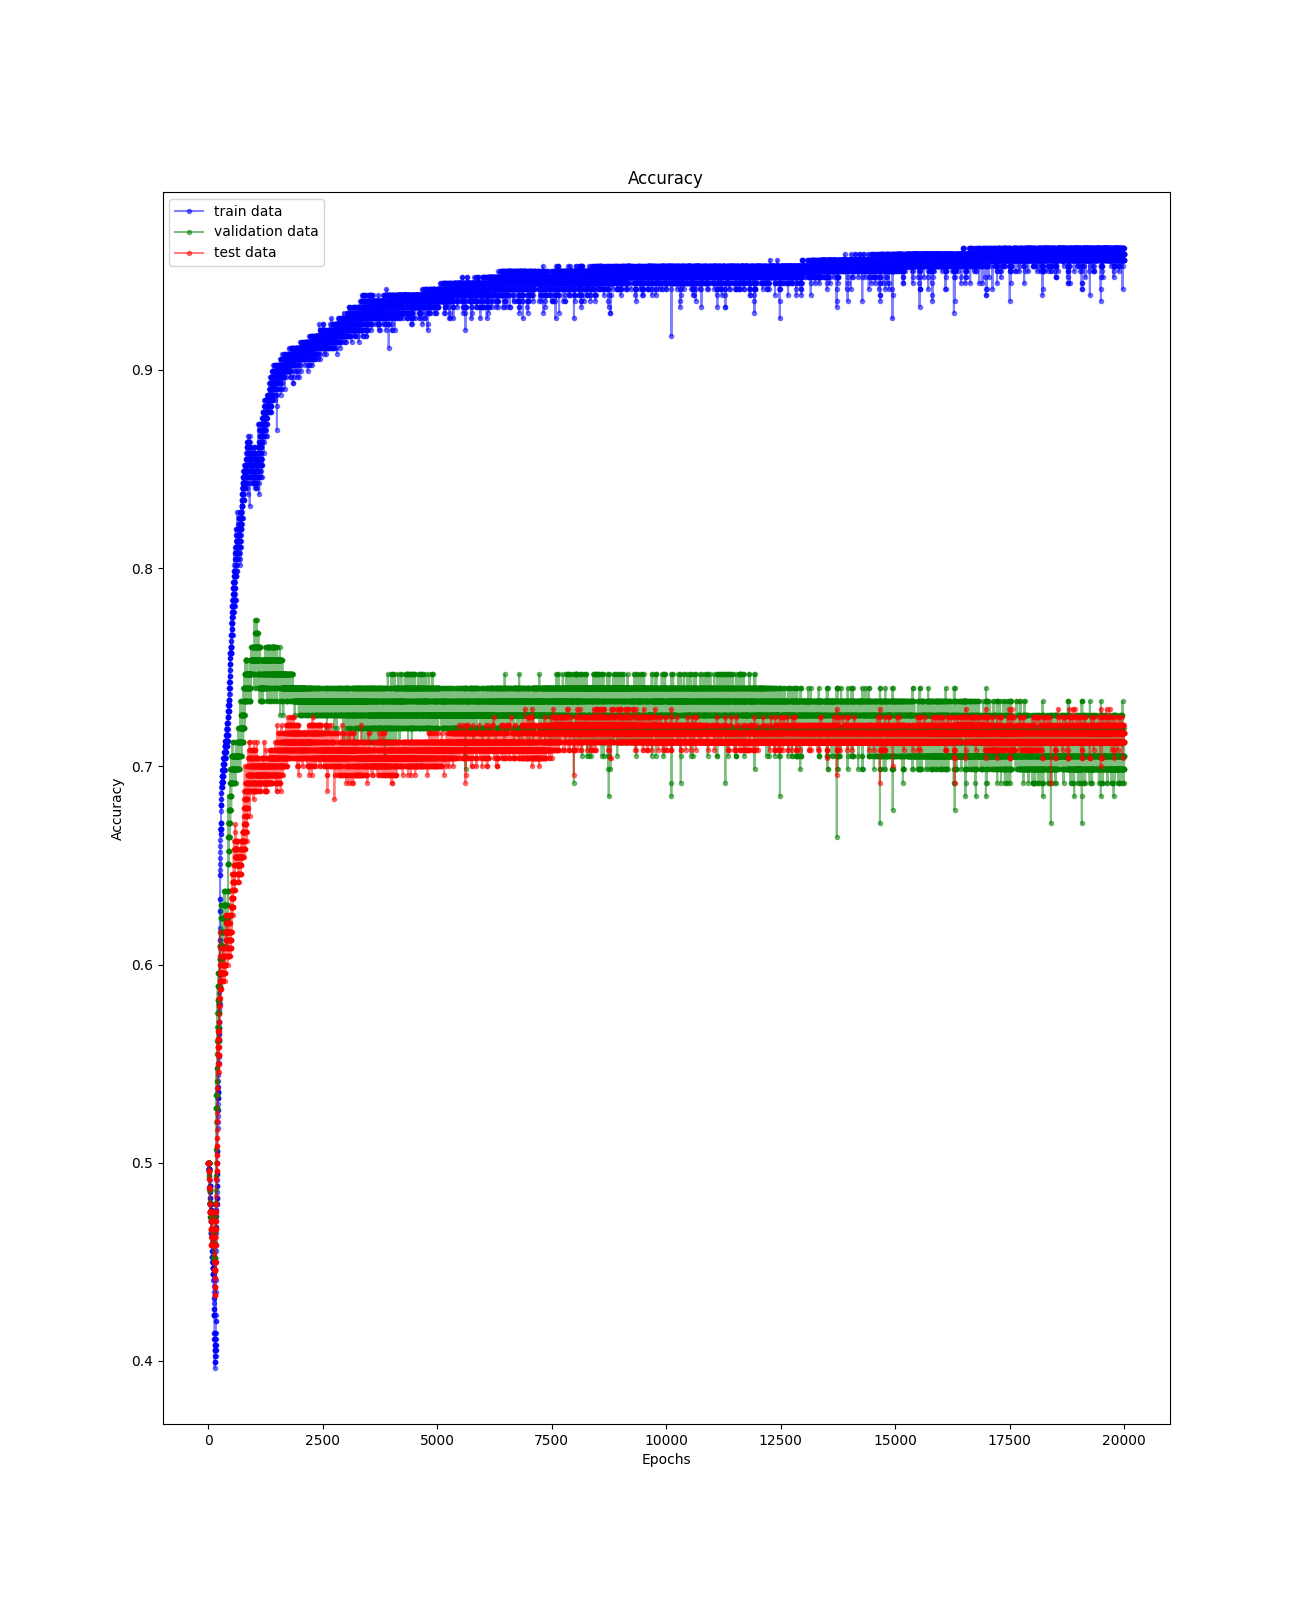 Accuracy
train data
validation data
test data
0.9
0.8
0.7
0.6
0.5
0.4
Accuracy
0 2500 5000 7500 10000 12500 15000 17500 20000
Epochs